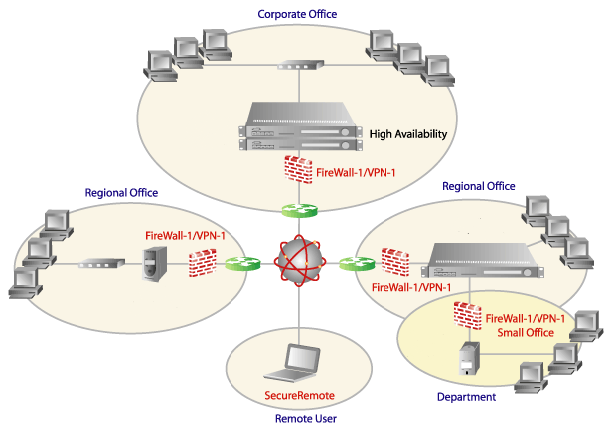 Corporate Office
High Availability
FireWall-1/VPN-1
Regional Office
Regional Office
FireWall-1/VPN-1
FireWall-1/VPN-1
FireWall-1/VPN-1
Small Office
SecureRemote
Department
Remote User